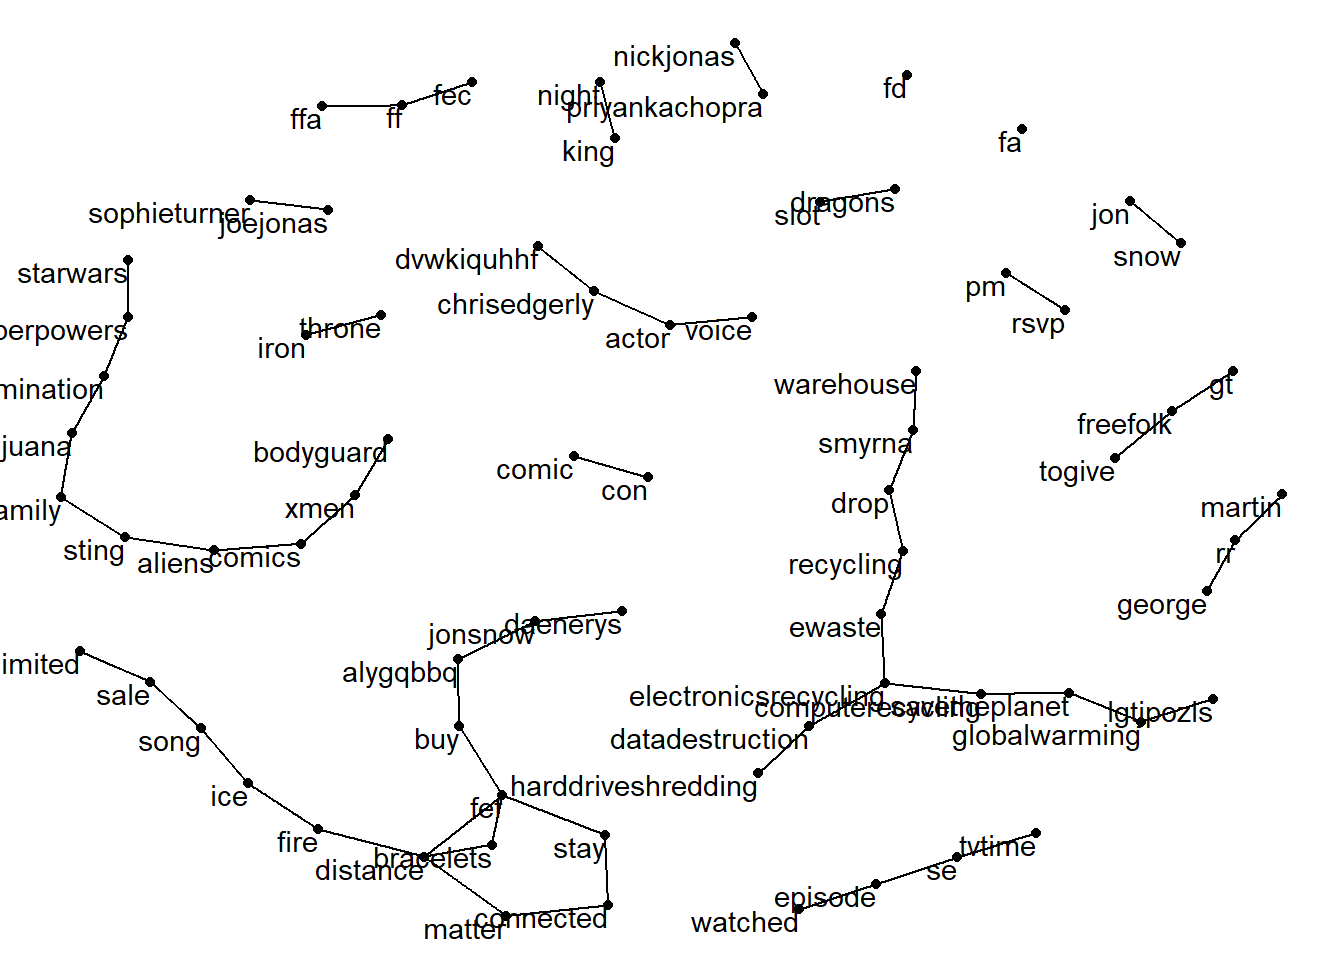 nickjonas
fd
fec
night
priyankachopra
ffa
ff
fa
king
sophieturner
joejonas
dragons
slot
jon
snow
starwars
dvwkiquhhf
chrisedgerly
pm
rsvp
perpowers
throne
iron
actor
voice
mination
warehouse
gt
freefolk
juana
bodyguard
smyrna
comic
con
togive
amily
xmen
drop
martin
sting
aliens
comics
recycling
rr
george
jonsnow
daenerys
ewaste
imited
alygqbbq
sale
electronicsrecycling
computerecycling
savetheplanet
lgtipozls
song
buy
datadestruction
globalwarming
ice
fef
harddriveshredding
fire
distance
bracelets
stay
tvtime
se
episode
watched
matter
connected